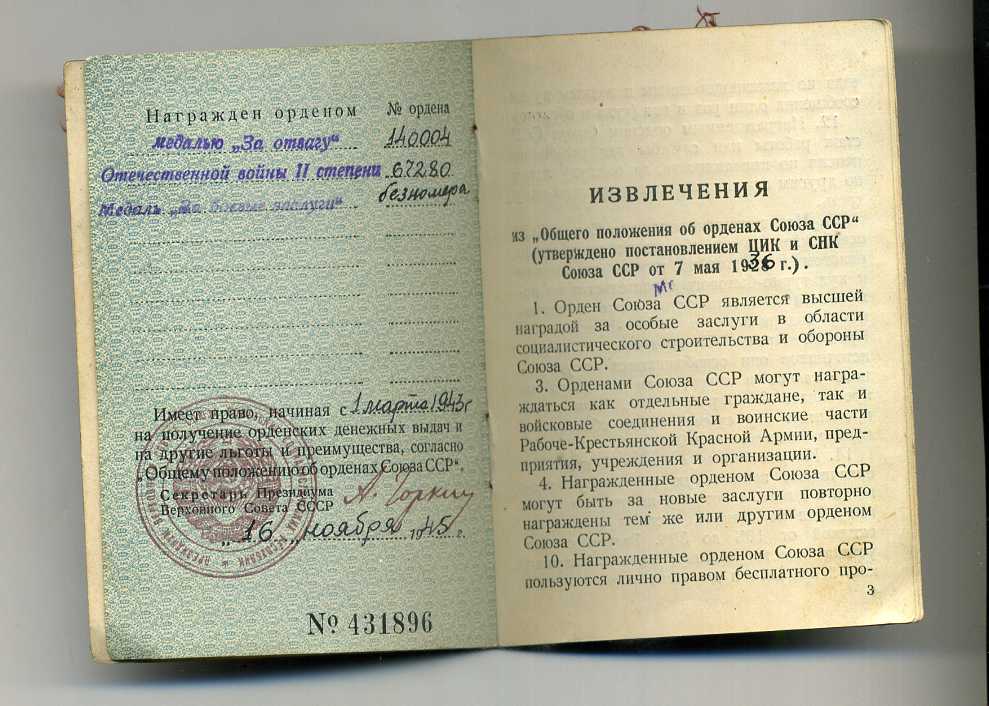 Награжден орденом № ордена
медалью „За отвагу“ 140004
Отечественной войны II степени 67280
Медаль „За боевые заслуги“ без номера
Имеет право, начиная с 1 марта 1943 г
на получение орденских денежных выдач и
на другие льготы и преимущества, согласно
„Общему положению об орденах Союза ССР“.
Секретарь Президиума
Верховного Совета СССР
А. Горкин
„16 ноября 1945 г.
№ 431896
ИЗВЛЕЧЕНИЯ
из „Общего положения об орденах Союза ССР“
(утверждено постановлением ЦИК и СНК
Союза ССР от 7 мая 1936 г.).
1. Орден Союза ССР является высшей
наградой за особые заслуги в области
социалистического строительства и обороны
Союза ССР.
3. Орденами Союза ССР могут награ-
ждаться как отдельные граждане, так и
войсковые соединения и воинские части
Рабоче-Крестьянской Красной Армии, пред-
приятия, учреждения и организации.
4. Награжденные орденом Союза ССР
могут быть за новые заслуги повторно
награждены тем же или другим орденом
Союза ССР.
10. Награжденные орденом Союза ССР
пользуются лично правом бесплатного про-
3